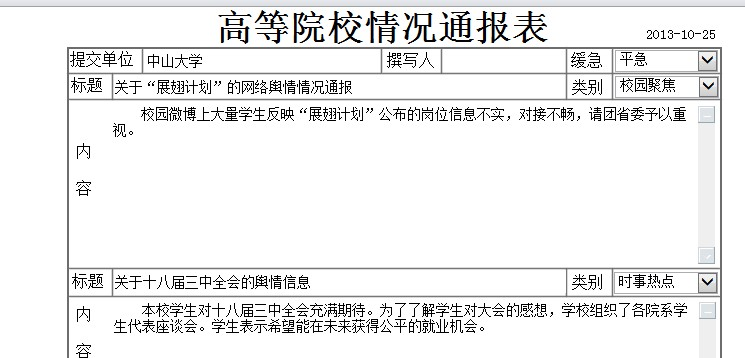 高等院校情况通报表
2013-10-25
提交单位 中山大学 撰写人 缓急 平急
标题 关于“展翅计划”的网络舆情情况通报 类别 校园聚焦
校园微博上大量学生反映“展翅计划”公布的岗位信息不实，对接不畅，请团省委予以重
视。
内
容
标题 关于十八届三中全会的舆情信息 类别 时事热点
内 本校学生对十八届三中全会充满期待。为了了解学生对大会的感想，学校组织了各院系学
生代表座谈会。学生表示希望能在未来获得公平的就业机会。
容